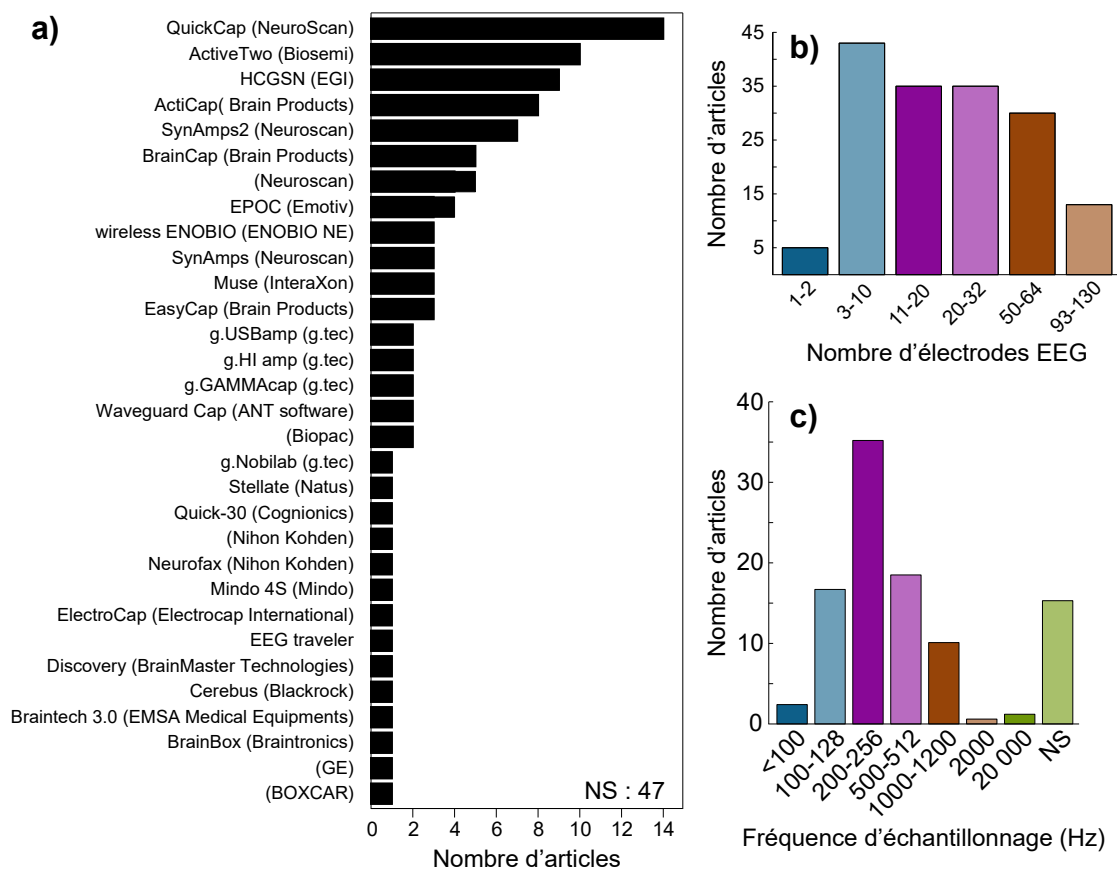 a)
QuickCap (NeuroScan)
ActiveTwo (Biosemi)
HCGSN (EGI)
ActiCap( Brain Products)
SynAmps2 (Neuroscan)
BrainCap (Brain Products)
(Neuroscan)
EPOC (Emotiv)
wireless ENOBIO (ENOBIO NE)
SynAmps (Neuroscan)
Muse (InteraXon)
EasyCap (Brain Products)
g.USBamp (g.tec)
g.HI amp (g.tec)
g.GAMMAcap (g.tec)
Waveguard Cap (ANT software)
(Biopac)
g.Nobilab (g.tec)
Stellate (Natus)
Quick-30 (Cognionics)
(Nihon Kohden)
Neurofax (Nihon Kohden)
Mindo 4S (Mindo)
ElectroCap (Electrocap International)
EEG traveler
Discovery (BrainMaster Technologies)
Cerebus (Blackrock)
Braintech 3.0 (EMSA Medical Equipments)
BrainBox (Braintronics)
(GE)
(BOXCAR)
NS : 47
0 2 4 6 8 10 12 14
Nombre d’articles
b)
45
35
25
15
5
Nombre d’articles
1-2 3-10 11-20 20-32 50-64 93-130
Nombre d’électrodes EEG
c)
40
30
20
10
0
Nombre d’articles
<100 100-128 200-256 500-512 1000-1200 2000 20 000 NS
Fréquence d’échantillonnage (Hz)